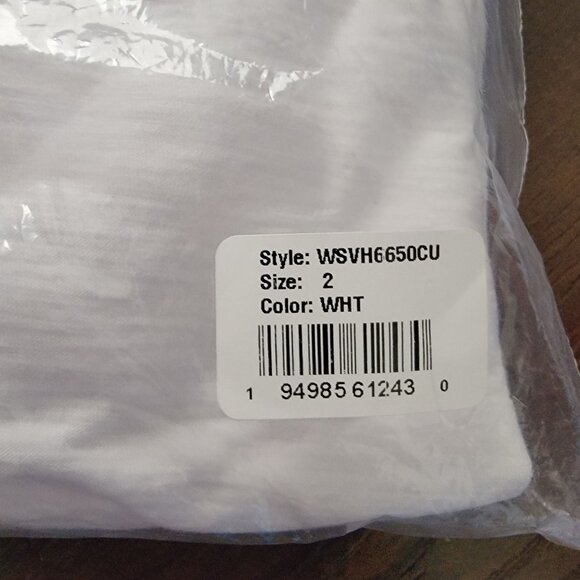 Style: WSVH6650CU
Size: 2
Color: WHT
1 94985 61243 0